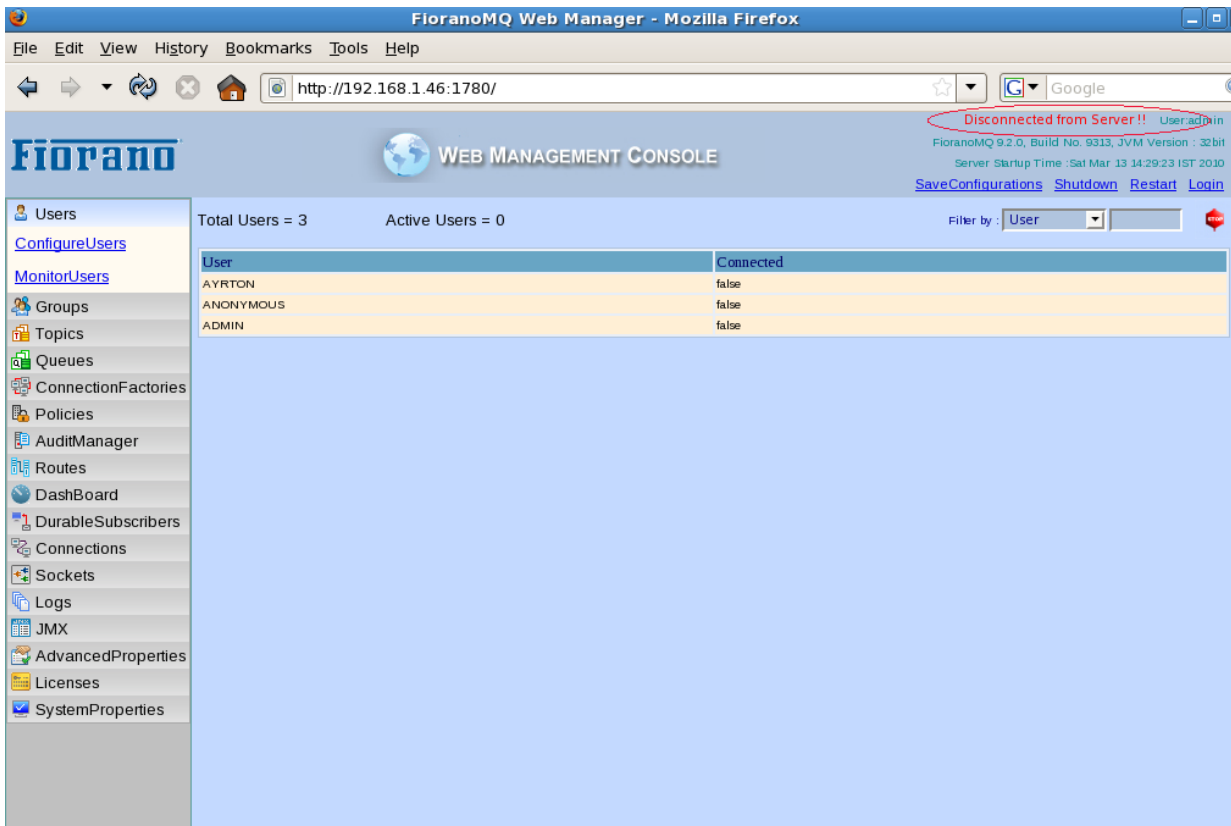 FioranoMQ Web Manager - Mozilla Firefox
File Edit View History Bookmarks Tools Help
http://192.168.1.46:1780/
G Google
Disconnected from Server !! User:admin
FioranoMQ 9.2.0, Build No. 9313, JVM Version : 32bit
Server Startup Time :Sat Mar 13 14:29:23 IST 2010
SaveConfigurations Shutdown Restart Login
Fiorano
WEB MANAGEMENT CONSOLE
Users
ConfigureUsers
MonitorUsers
Groups
Topics
Queues
ConnectionFactories
Policies
AuditManager
Routes
DashBoard
DurableSubscribers
Connections
Sockets
Logs
JMX
AdvancedProperties
Licenses
SystemProperties
Total Users = 3 Active Users = 0 Filter by : User STOP
User Connected
AYRTON false
ANONYMOUS false
ADMIN false